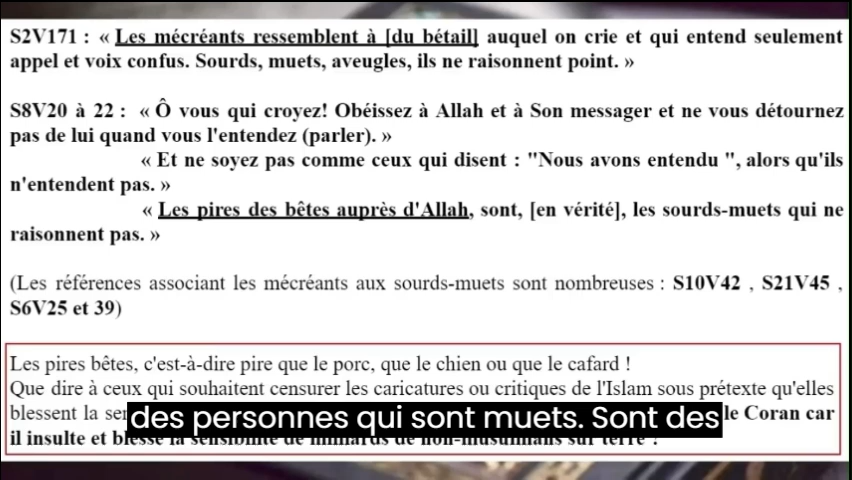 S2V171 : « Les mécréants ressemblent à [du bétail] auquel on crie et qui entend seulement
appel et voix confus. Sourds, muets, aveugles, ils ne raisonnent point. »
S8V20 à 22 : « Ô vous qui croyez! Obéissez à Allah et à Son messager et ne vous détournez
pas de lui quand vous l'entendez (parler). »
« Et ne soyez pas comme ceux qui disent : "Nous avons entendu ", alors qu'ils
n'entendent pas. »
« Les pires des bêtes auprès d'Allah, sont, [en vérité], les sourds-muets qui ne
raisonnent pas. »
(Les références associant les mécréants aux sourds-muets sont nombreuses : S10V42 , S21V45 ,
S6V25 et 39)
Les pires bêtes, c'est-à-dire pire que le porc, que le chien ou que le cafard !
Que dire à ceux qui souhaitent censurer les caricatures ou critiques de l'Islam sous prétexte qu'elles
blessent la le Coran car
des personnes qui sont muets. Sont des
il insulte et blesse la sensibilité de milliards de non-musulmans sur terre !